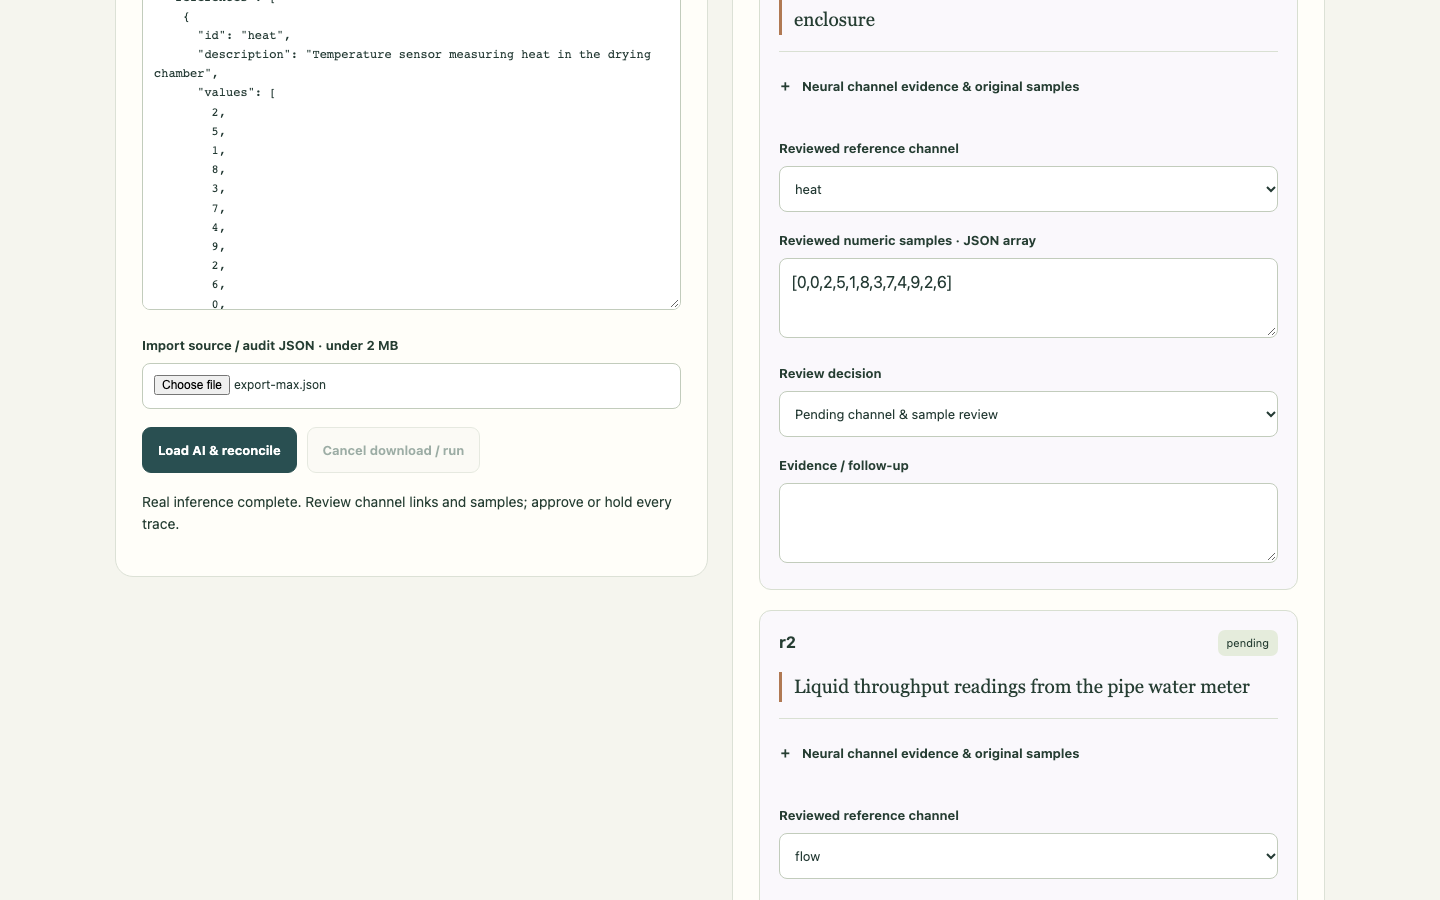 {
"id": "heat",
"description": "Temperature sensor measuring heat in the drying
chamber",
"values": [
2,
5,
1,
8,
3,
7,
4,
9,
2,
6,
0,
Import source / audit JSON · under 2 MB
Choose file export-max.json
Load AI & reconcile
Cancel download / run
Real inference complete. Review channel links and samples; approve or hold every
trace.
enclosure
+ Neural channel evidence & original samples
Reviewed reference channel
heat
Reviewed numeric samples · JSON array
[0,0,2,5,1,8,3,7,4,9,2,6]
Review decision
Pending channel & sample review
Evidence / follow-up
r2
pending
Liquid throughput readings from the pipe water meter
+ Neural channel evidence & original samples
Reviewed reference channel
flow